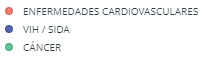 ENFERMEDADES CARDIOVASCULARES
VIH / SIDA
CÁNCER